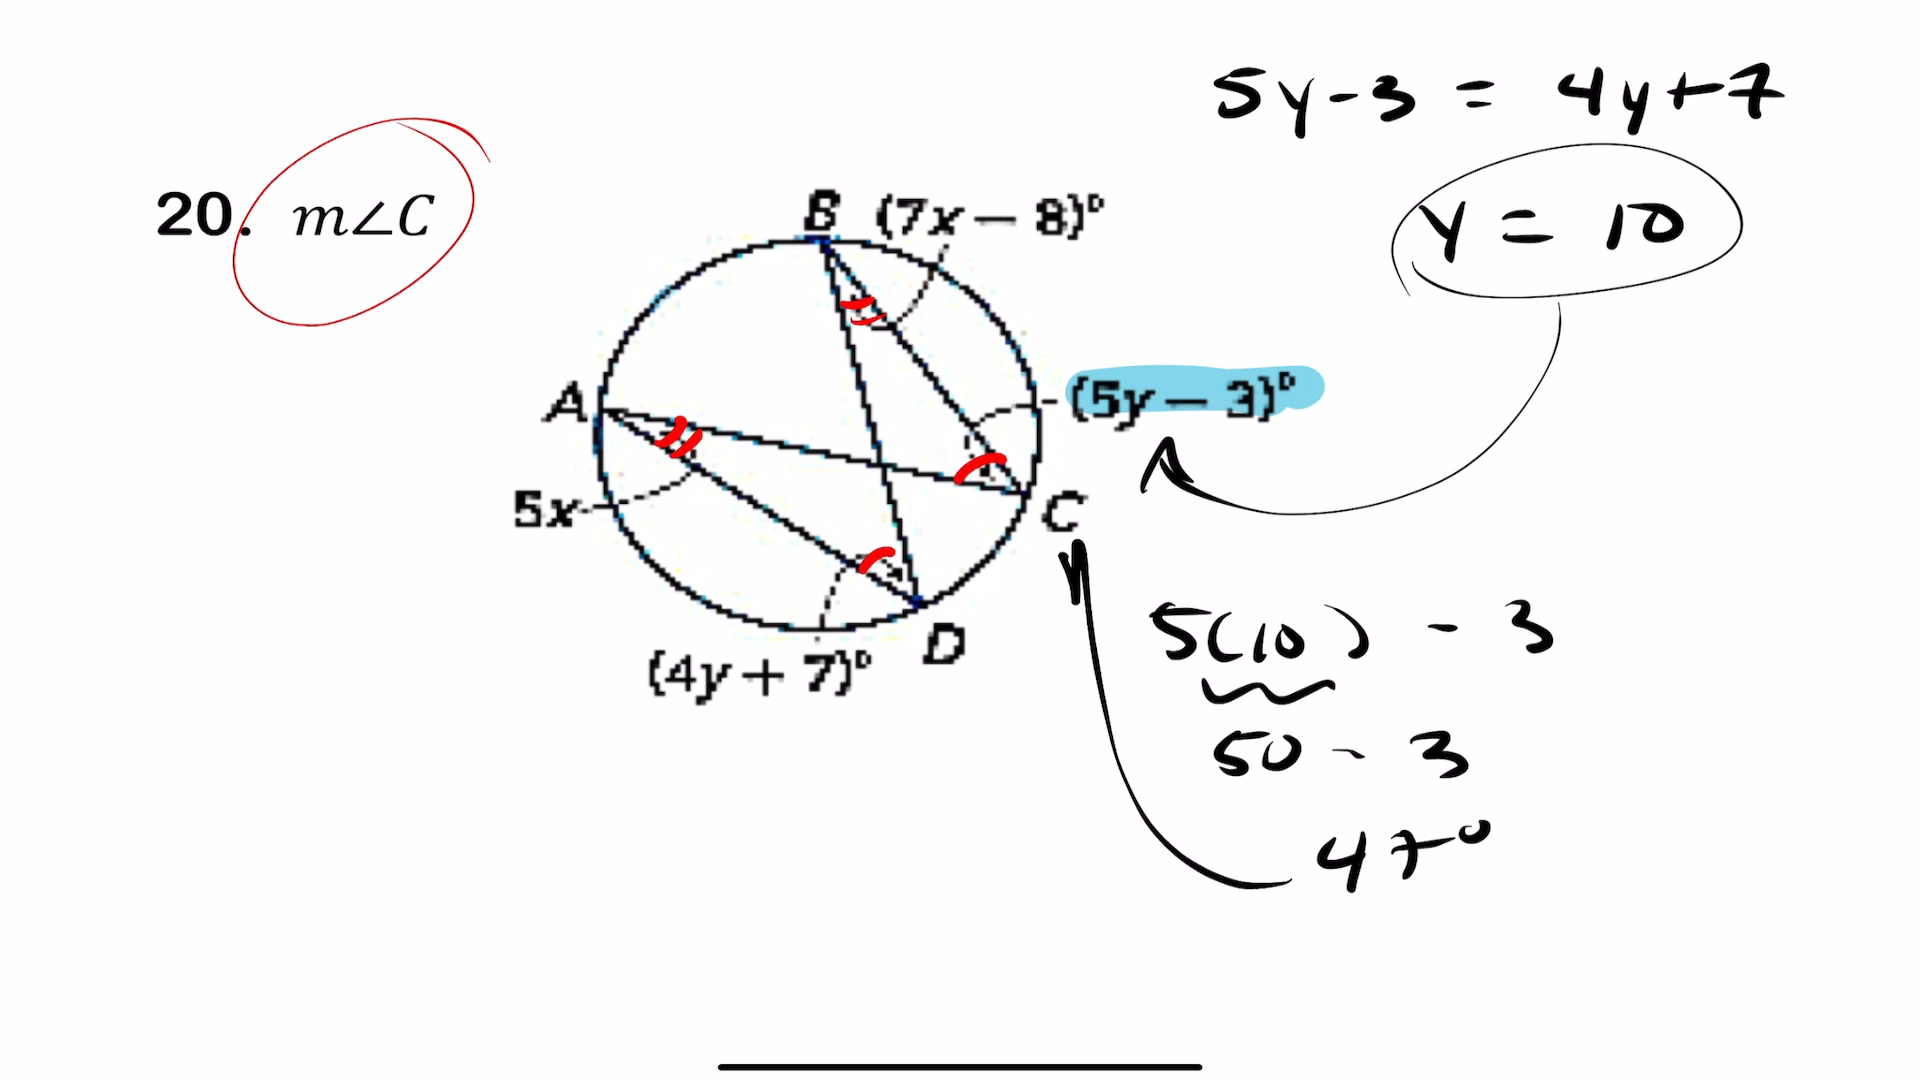 5y-3 = 4y+7
20. m∠C
B (7x − 8)°
y = 10
A
(5y − 3)°
5x
C
5(10) - 3
D
(4y + 7)°
50 - 3
47°